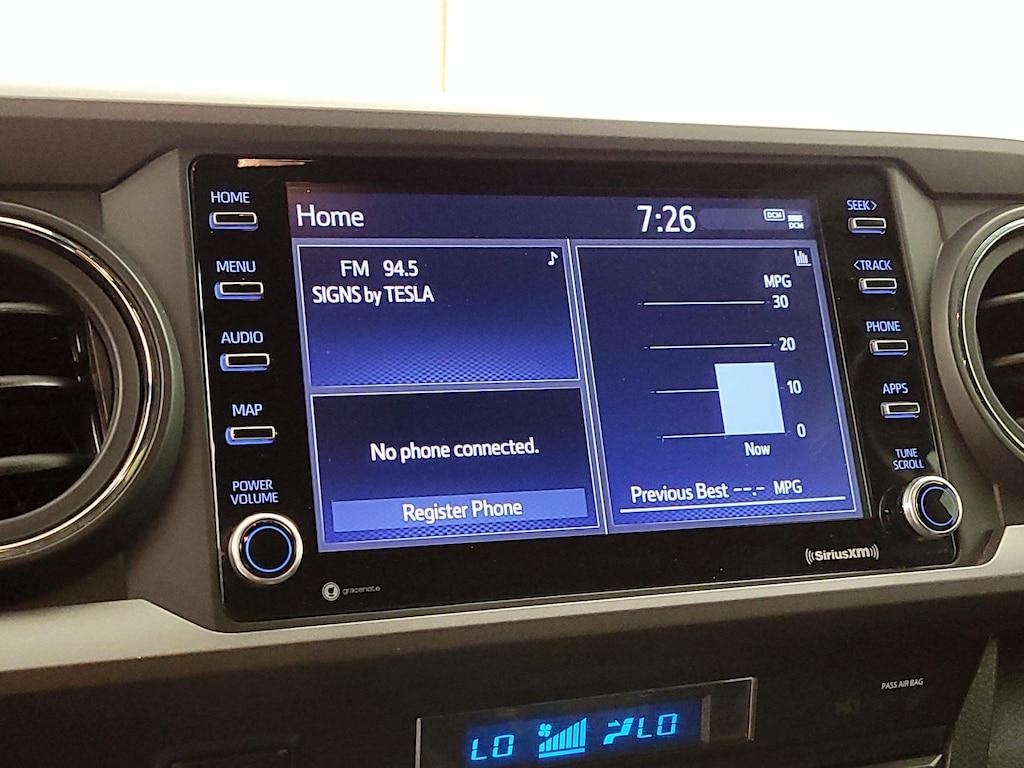 HOME
MENU
AUDIO
MAP
POWER
VOLUME
Home
7:26
DCM
DCM
FM 94.5
SIGNS by TESLA
No phone connected.
Register Phone
MPG
30
20
10
0
Now
Previous Best --.- MPG
SEEK>
<TRACK
PHONE
APPS
TUNE
SCROLL
gracenote
((SiriusXM))
PASS AIR BAG
LO LO